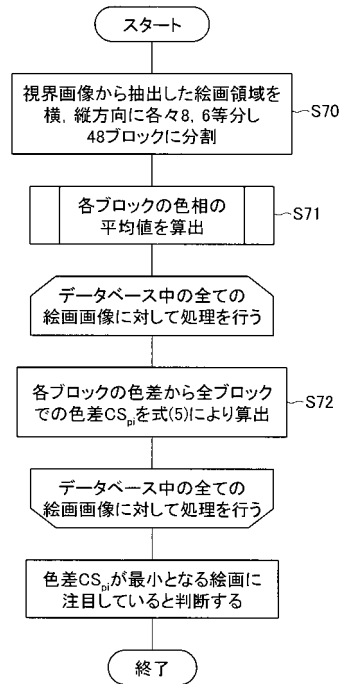 スタート
視界画像から抽出した絵画領域を
横，縦方向に各々8，6等分し
48ブロックに分割
S70
各ブロックの色相の
平均値を算出
S71
データベース中の全ての
絵画画像に対して処理を行う
各ブロックの色差から全ブロック
での色差CSpiを式(5)により算出
S72
データベース中の全ての
絵画画像に対して処理を行う
色差CSpiが最小となる絵画に
注目していると判断する
終了